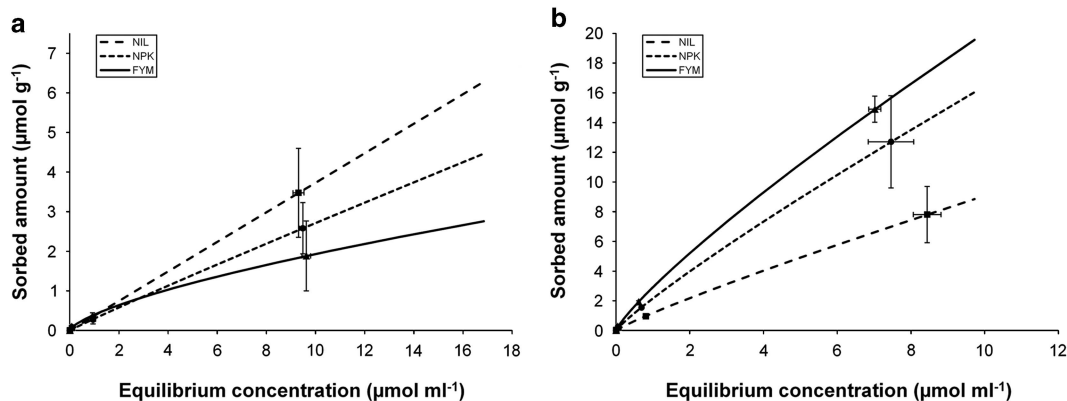 a
NIL
NPK
FYM
7
6
5
4
3
2
1
0
Sorbed amount (µmol g⁻¹)
0 2 4 6 8 10 12 14 16 18
Equilibrium concentration (µmol ml⁻¹)
b
NIL
NPK
FYM
20
18
16
14
12
10
8
6
4
2
0
Sorbed amount (µmol g⁻¹)
0 2 4 6 8 10 12
Equilibrium concentration (µmol ml⁻¹)